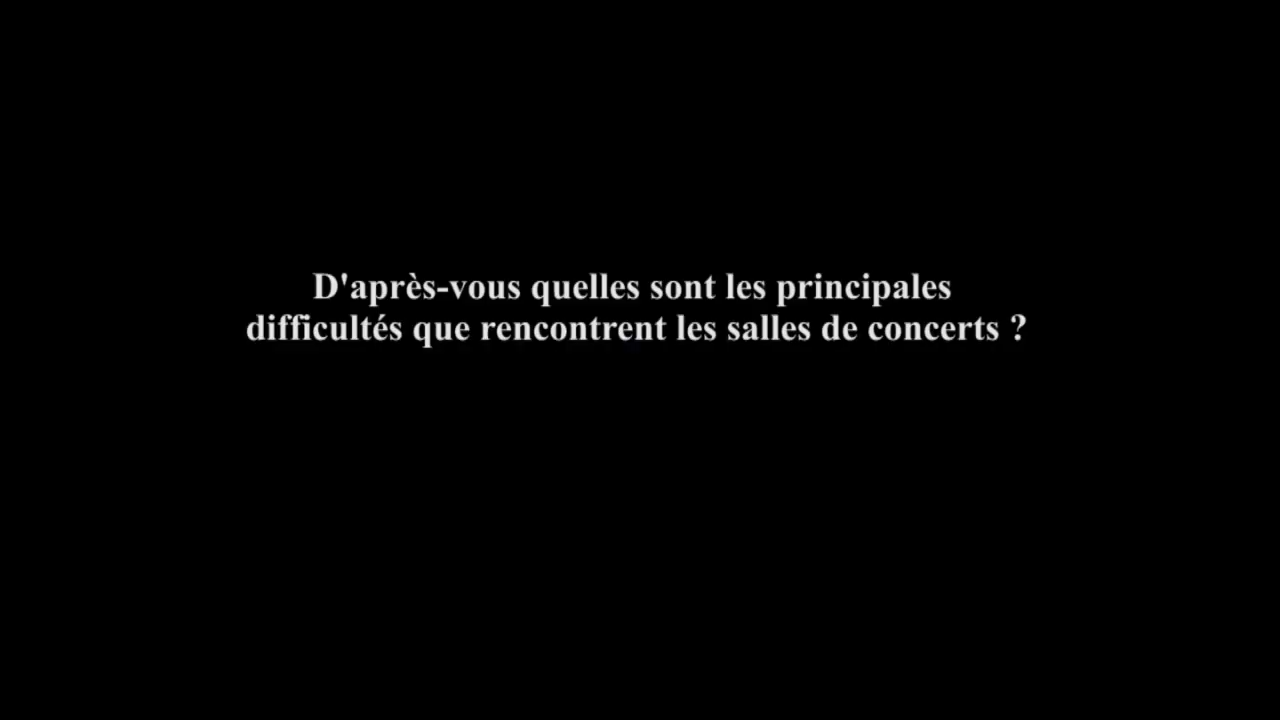 D'après-vous quelles sont les principales
difficultés que rencontrent les salles de concerts ?